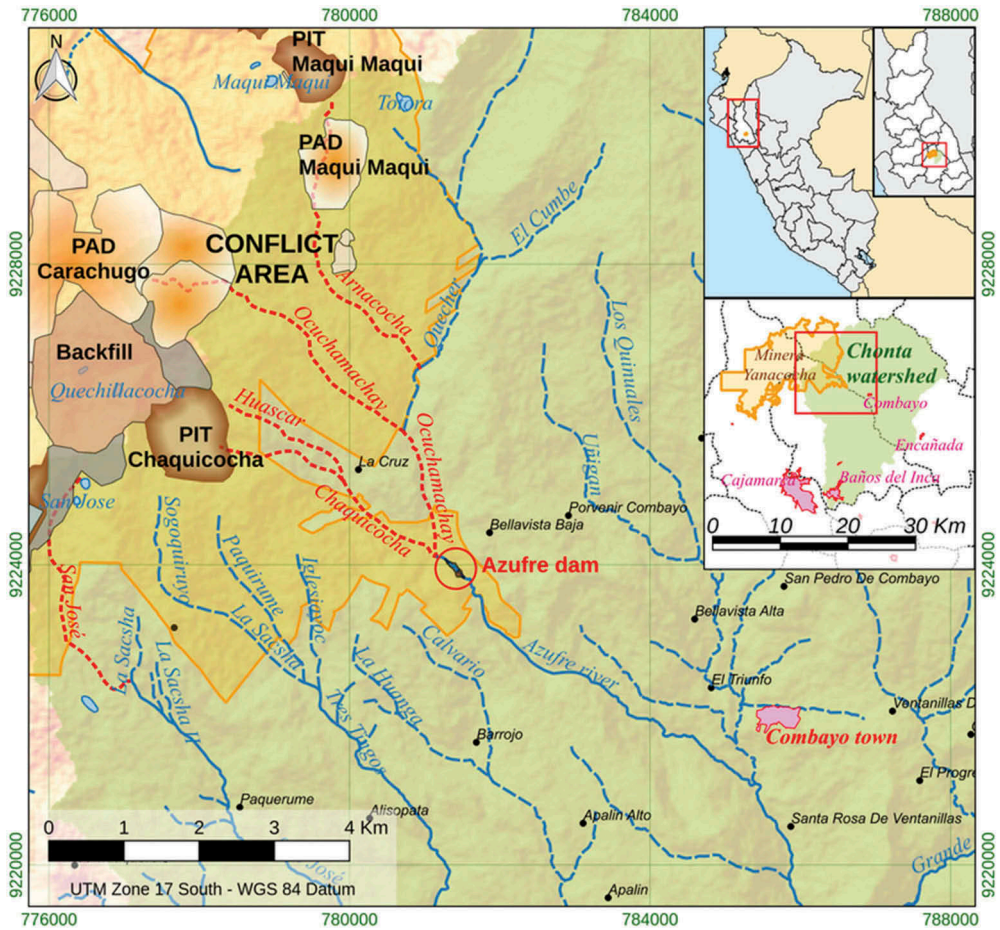 776000
780000
784000
788000
N
PIT
Maqui Maqui
Maqui Maqui
Totora
PAD
Maqui Maqui
El Cumbe
9228000
9228000
PAD
Carachugo
CONFLICT
AREA
Arnacocha
Quecher
Ocuchamachay
Los Quinuales
Backfill
Quechillacocha
Huascar
Ocuchamachay
PIT
Chaquicocha
La Cruz
Chaquicocha
Uñigan
Porvenir Combayo
Bellavista Baja
San Jose
Sogoquiruyo
Paquirume
Iglesiayoc
Azufre dam
9224000
9224000
San José
La Sacsha
La Sacsha II
La Sacsha
Calvario
Azufre river
La Huanga
Tres Tingos
San Pedro De Combayo
Bellavista Alta
El Triunfo
Ventanillas D
Combayo town
Barrojo
El Progre
Paquerume
Alisopata
Apalin Alto
Santa Rosa De Ventanillas
Grande
José
Apalin
9220000
9220000
0 1 2 3 4 Km
UTM Zone 17 South - WGS 84 Datum
776000
780000
784000
788000
Minera
Yanacocha
Chonta
watershed
Combayo
Encañada
Cajamarca
Baños del Inca
0 10 20 30 Km